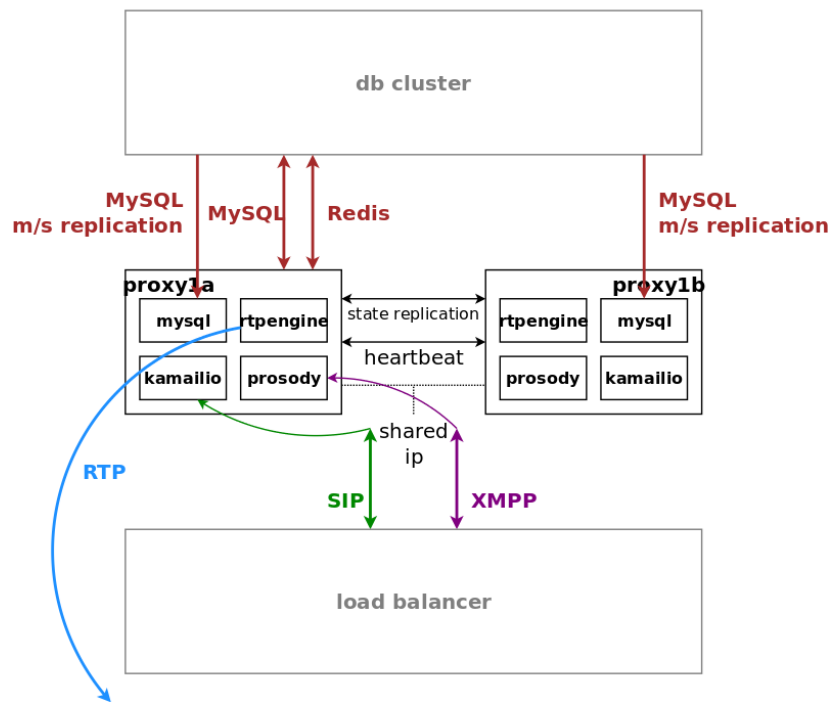 db cluster
MySQL
m/s replication
MySQL
Redis
MySQL
m/s replication
proxy1a
proxy1b
mysql
rtpengine
state replication
rtpengine
mysql
heartbeat
kamailio
prosody
prosody
kamailio
shared
ip
RTP
SIP
XMPP
load balancer